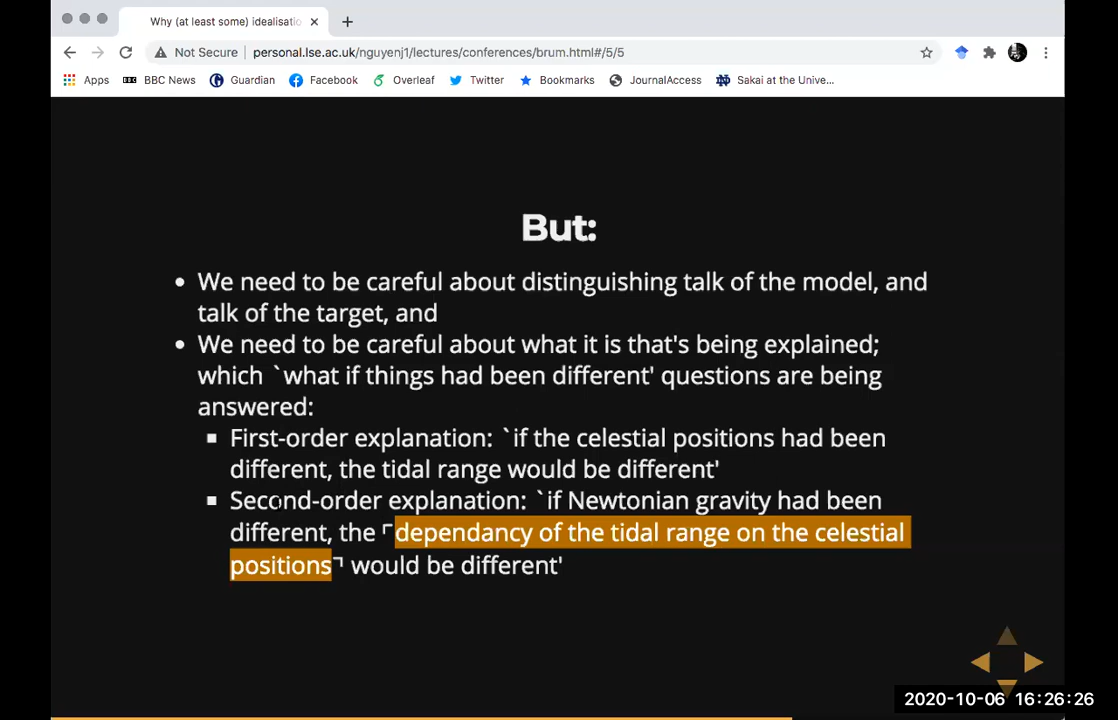 Why (at least some) idealisatio
Not Secure | personal.lse.ac.uk/nguyenj1/lectures/conferences/brum.html#/5/5
Apps BBC News Guardian Facebook Overleaf Twitter Bookmarks JournalAccess Sakai at the Unive...
But:
• We need to be careful about distinguishing talk of the model, and
talk of the target, and
• We need to be careful about what it is that's being explained;
which `what if things had been different' questions are being
answered:
▪ First-order explanation: `if the celestial positions had been
different, the tidal range would be different'
▪ Second-order explanation: `if Newtonian gravity had been
different, the ⌜dependancy of the tidal range on the celestial
positions⌝ would be different'
2020-10-06 16:26:26